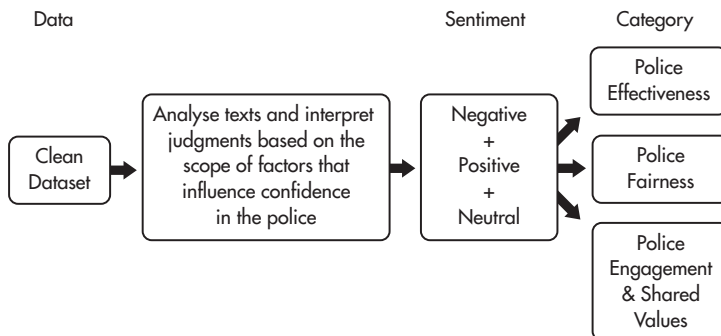 Data
Sentiment
Category
Clean
Dataset
Analyse texts and interpret
judgments based on the
scope of factors that
influence confidence
in the police
Negative
+
Positive
+
Neutral
Police
Effectiveness
Police
Fairness
Police
Engagement
& Shared
Values